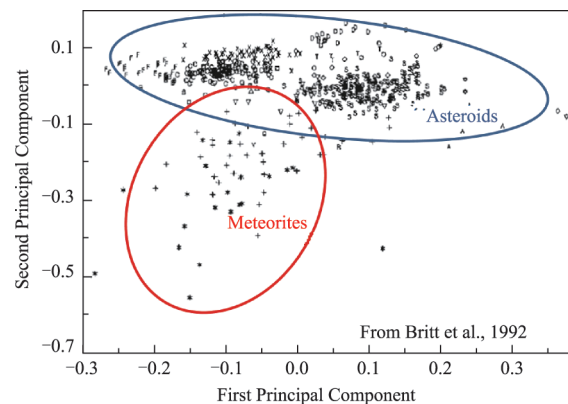 0.1
−0.1
−0.3
−0.5
−0.7
Second Principal Component
Asteroids
Meteorites
From Britt et al., 1992
−0.3 −0.2 −0.1 0.0 0.1 0.2 0.3
First Principal Component